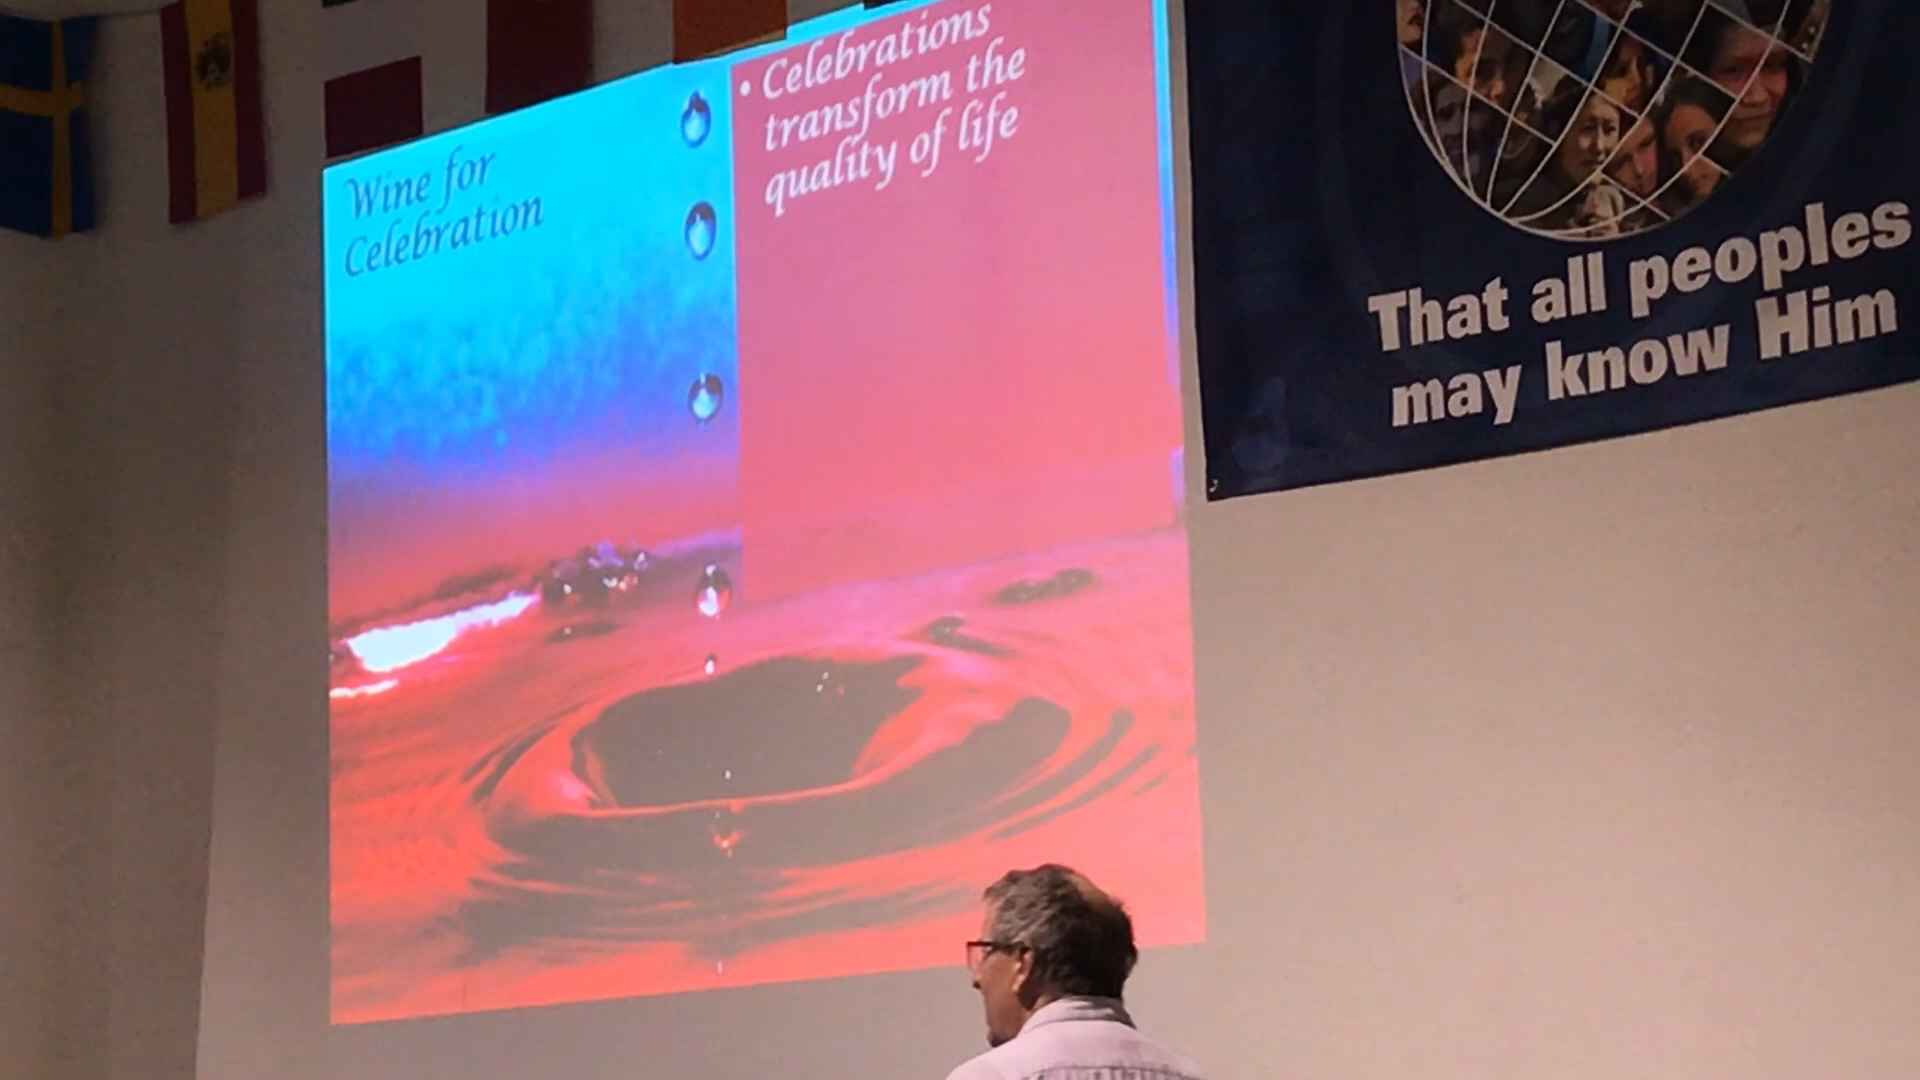 Wine for
Celebration
• Celebrations
transform the
quality of life
That all peoples
may know Him